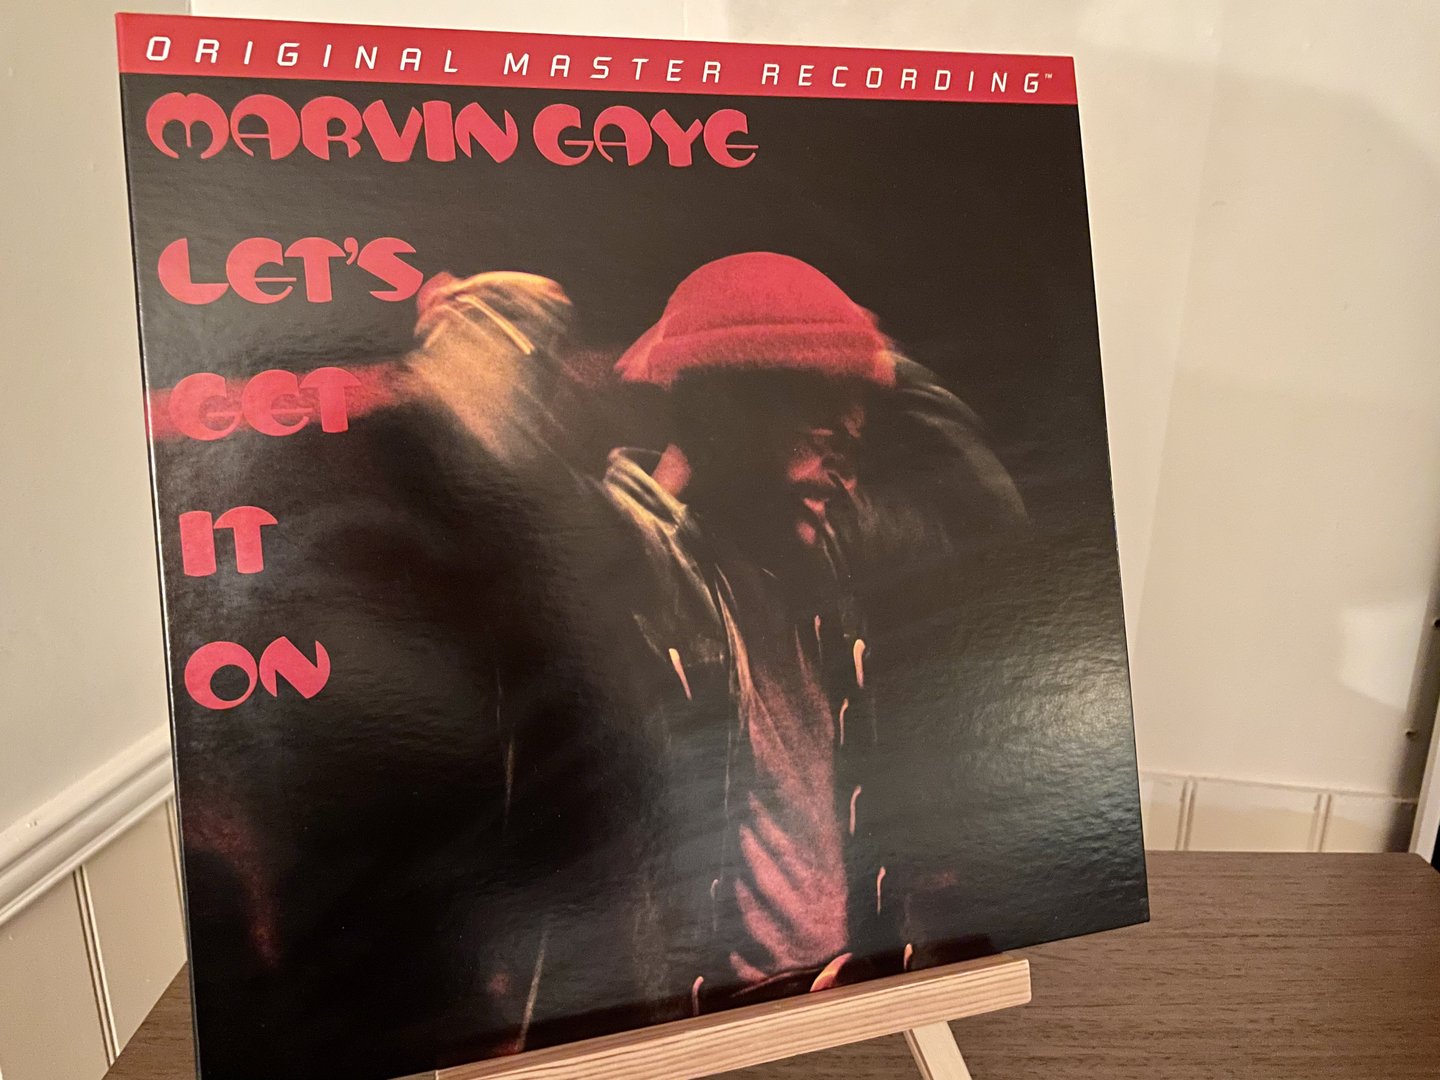 ORIGINAL MASTER RECORDING™
MARVIN GAYE
LET'S
GET
IT
ON